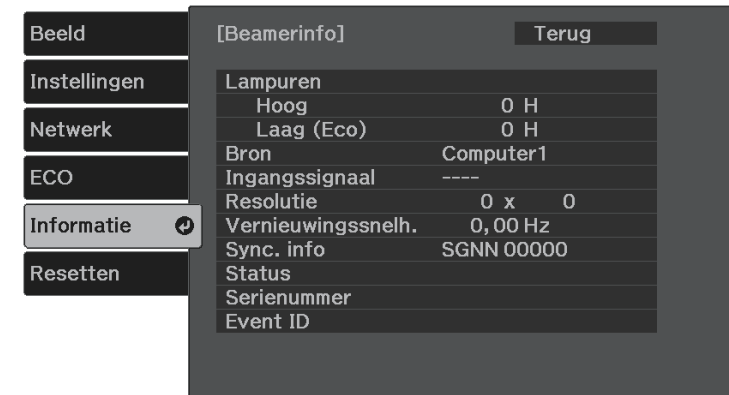 Beeld
Instellingen
Netwerk
ECO
Informatie
Resetten
[Beamerinfo] Terug
Lampuren
Hoog 0 H
Laag (Eco) 0 H
Bron Computer1
Ingangssignaal ----
Resolutie 0 x 0
Vernieuwingssnelh. 0,00 Hz
Sync. info SGNN 00000
Status
Serienummer
Event ID